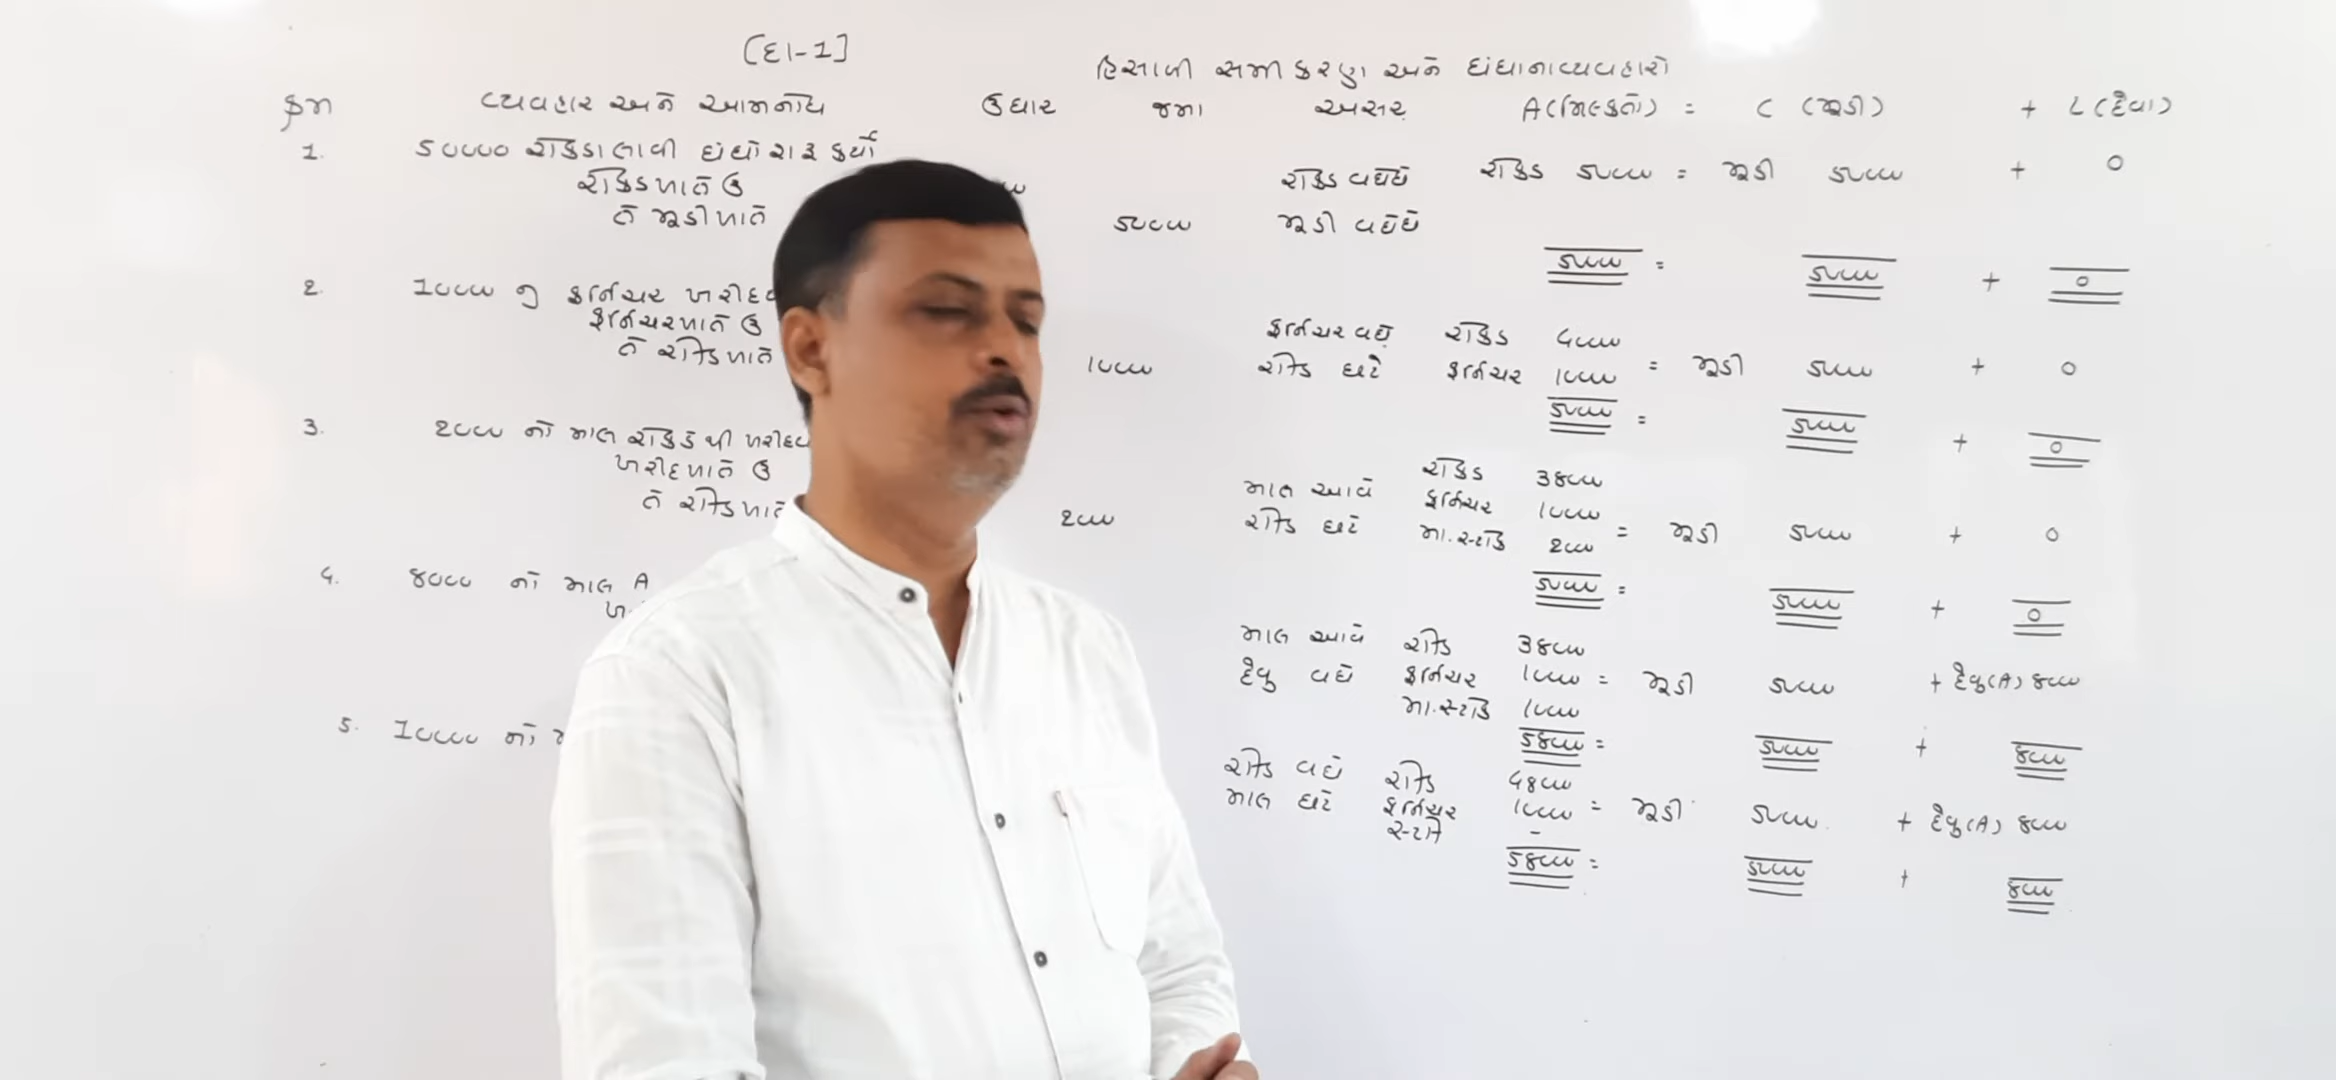 [દા-1]
હિસાબી સમીકરણ અને ધંધાના વ્યવહારો
ક્રમ વ્યવહાર અને આમનોંધ ઉધાર જમા અસર A(મિલકતો) = C (મૂડી) + L (દેવા)
1. 50000 રોકડા લાવી ધંધો શરૂ કર્યો
રોકડ ખાતે ઉ રોકડ વધશે રોકડ 50000 = મૂડી 50000 + 0
તે મૂડી ખાતે 50000 મૂડી વધશે
50000 = 50000 + 0
2. 10000 નુ ફર્નિચર
ફર્નિચર ખાતે ઉ ફર્નિચર વધે રોકડ 40000
તે રોકડ ખાતે 10000 રોકડ ઘટે ફર્નિચર 10000 = મૂડી 50000 + 0
50000 = 50000 + 0
3. 2000 નો માલ રોકડેથી
ખરીદ ખાતે ઉ રોકડ 38000
માલ આવે ફર્નિચર 10000
તે રોકડ 2000 રોકડ ઘટે મા.સ્ટોક 2000 = મૂડી 50000 + 0
50000 = 50000 + 0
4. 8000 નો માલ A
માલ આવે રોકડ 38000
દેવુ વધે ફર્નિચર 10000 = મૂડી 50000 + દેવુ(A) 8000
મા.સ્ટોક 10000
58000 = 50000 + 8000
5. 10000 નો
રોકડ વધે રોકડ 48000
માલ ઘટે ફર્નિચર 10000 = મૂડી 50000 + દેવુ(A) 8000
સ્ટોક -
58000 = 50000 + 8000